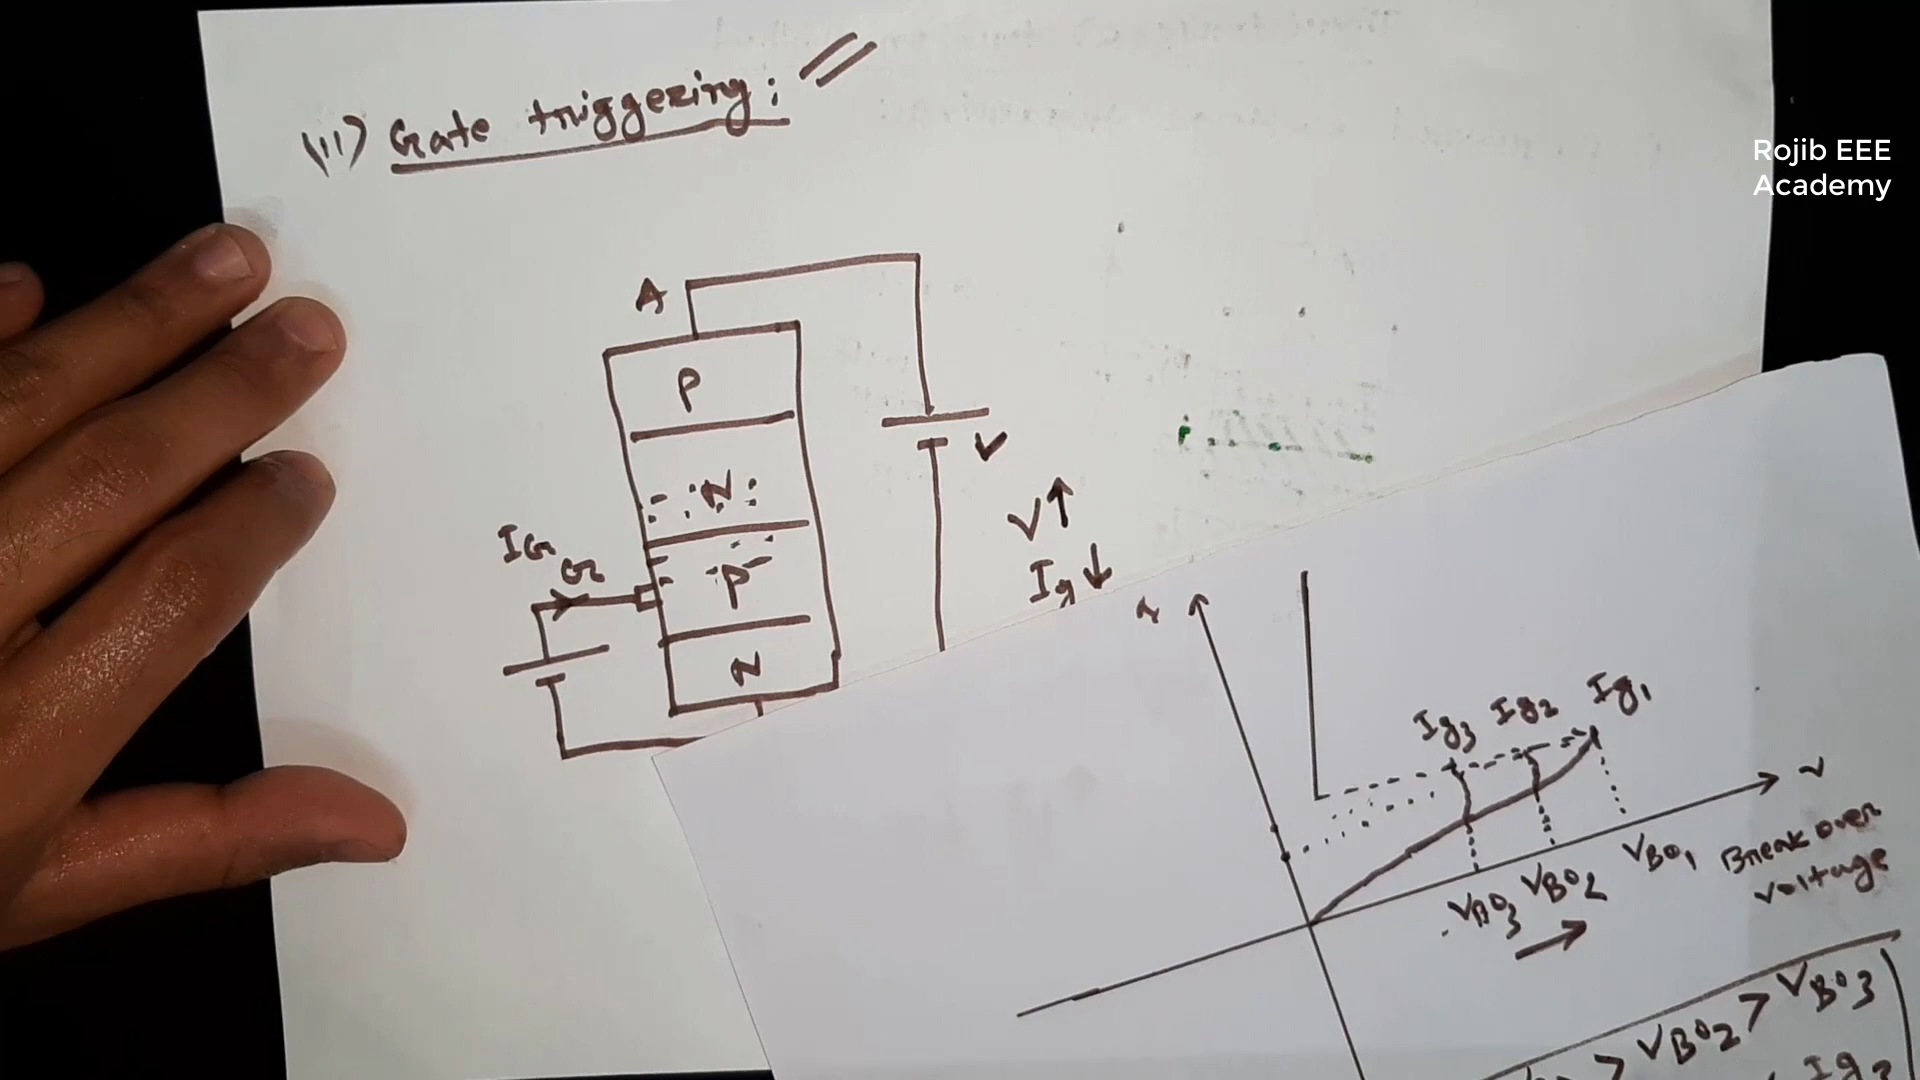 (ii) Gate triggering:
Rojib EEE
Academy
A
P
V
N
IG
G
P
V↑
Ig↓
N
Ig3 Ig2 Ig1
V
VBO3 VBO2 VBO1 Break over
voltage
> VBO2 > VBO3
Ig2